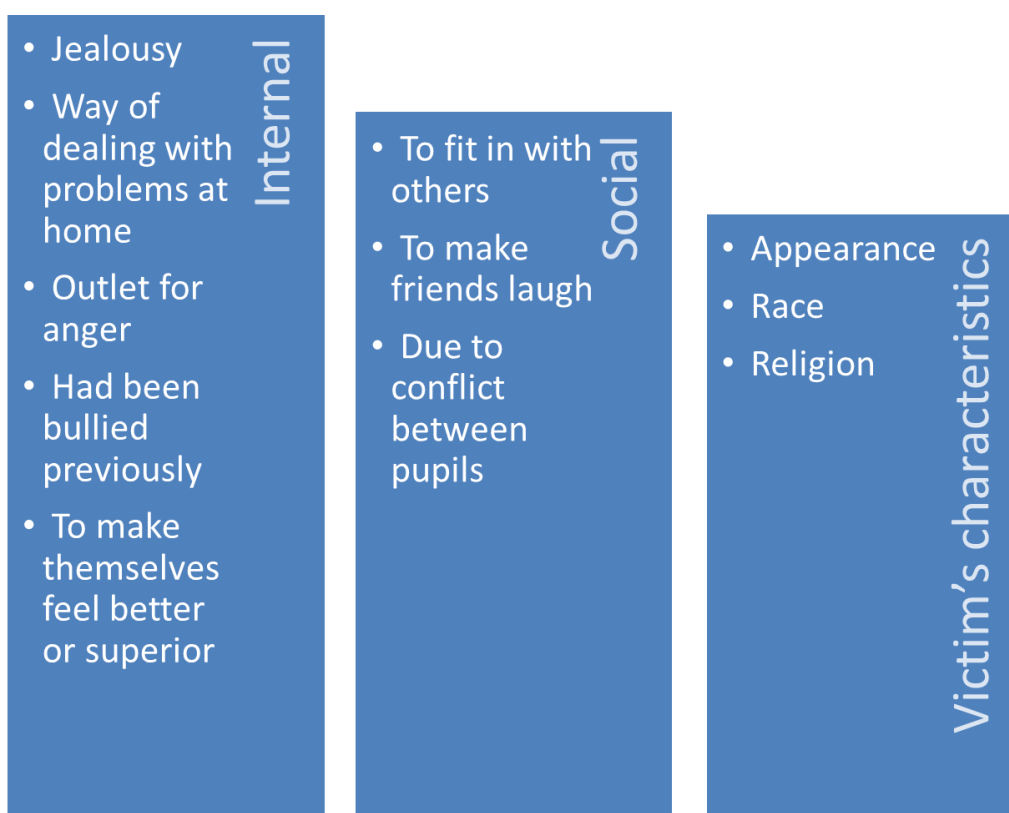 Internal
• Jealousy
• Way of
dealing with
problems at
home
• Outlet for
anger
• Had been
bullied
previously
• To make
themselves
feel better
or superior
Social
• To fit in with
others
• To make
friends laugh
• Due to
conflict
between
pupils
Victim’s characteristics
• Appearance
• Race
• Religion